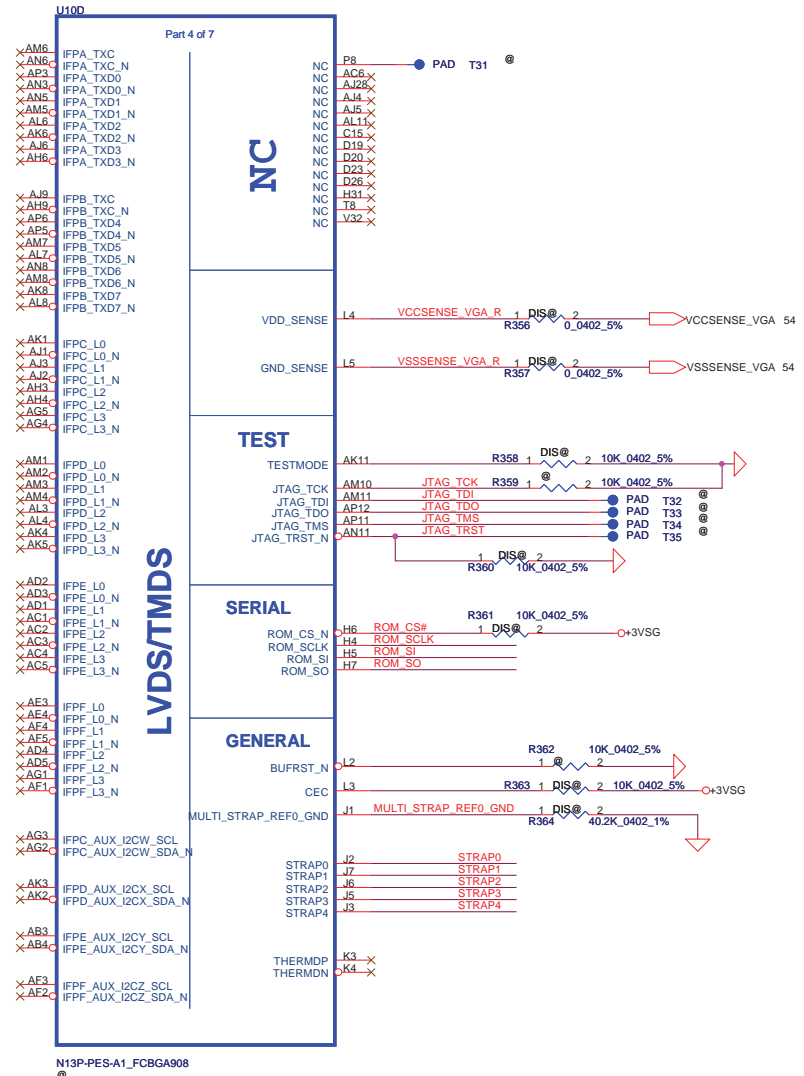 U10D
Part 4 of 7
AM6 IFPA_TXC
AN6 IFPA_TXC_N
AP3 IFPA_TXD0
AN3 IFPA_TXD0_N
AN5 IFPA_TXD1
AM5 IFPA_TXD1_N
AL6 IFPA_TXD2
AK6 IFPA_TXD2_N
AJ6 IFPA_TXD3
AH6 IFPA_TXD3_N
AJ9 IFPB_TXC
AH9 IFPB_TXC_N
AP6 IFPB_TXD4
AP5 IFPB_TXD4_N
AM7 IFPB_TXD5
AL7 IFPB_TXD5_N
AN8 IFPB_TXD6
AM8 IFPB_TXD6_N
AK8 IFPB_TXD7
AL8 IFPB_TXD7_N
AK1 IFPC_L0
AJ1 IFPC_L0_N
AJ3 IFPC_L1
AJ2 IFPC_L1_N
AH3 IFPC_L2
AH4 IFPC_L2_N
AG5 IFPC_L3
AG4 IFPC_L3_N
AM1 IFPD_L0
AM2 IFPD_L0_N
AM3 IFPD_L1
AM4 IFPD_L1_N
AL3 IFPD_L2
AL4 IFPD_L2_N
AK4 IFPD_L3
AK5 IFPD_L3_N
AD2 IFPE_L0
AD3 IFPE_L0_N
AD1 IFPE_L1
AC1 IFPE_L1_N
AC2 IFPE_L2
AC3 IFPE_L2_N
AC4 IFPE_L3
AC5 IFPE_L3_N
AE3 IFPF_L0
AE4 IFPF_L0_N
AF4 IFPF_L1
AF5 IFPF_L1_N
AD4 IFPF_L2
AD5 IFPF_L2_N
AG1 IFPF_L3
AF1 IFPF_L3_N
AG3 IFPC_AUX_I2CW_SCL
AG2 IFPC_AUX_I2CW_SDA_N
AK3 IFPD_AUX_I2CX_SCL
AK2 IFPD_AUX_I2CX_SDA_N
AB3 IFPE_AUX_I2CY_SCL
AB4 IFPE_AUX_I2CY_SDA_N
AF3 IFPF_AUX_I2CZ_SCL
AF2 IFPF_AUX_I2CZ_SDA_N
LVDS/TMDS
NC
NC P8 PAD T31 @
NC AC6
NC AJ28
NC AJ4
NC AJ5
NC AL11
NC C15
NC D19
NC D20
NC D23
NC D26
NC H31
NC T8
NC V32
VDD_SENSE L4 VCCSENSE_VGA_R 1 DIS@ 2 VCCSENSE_VGA 54
R356 0_0402_5%
GND_SENSE L5 VSSSENSE_VGA_R 1 DIS@ 2 VSSSENSE_VGA 54
R357 0_0402_5%
TEST
TESTMODE AK11 R358 1 DIS@ 2 10K_0402_5%
JTAG_TCK AM10 JTAG_TCK R359 1 @ 2 10K_0402_5%
JTAG_TDI AM11 JTAG_TDI PAD T32 @
JTAG_TDO AP12 JTAG_TDO PAD T33 @
JTAG_TMS AP11 JTAG_TMS PAD T34 @
JTAG_TRST_N AN11 JTAG_TRST PAD T35 @
1 DIS@ 2
R360 10K_0402_5%
SERIAL
R361 10K_0402_5%
ROM_CS_N H6 ROM_CS# 1 DIS@ 2 +3VSG
ROM_SCLK H4 ROM_SCLK
ROM_SI H5 ROM_SI
ROM_SO H7 ROM_SO
GENERAL
R362 10K_0402_5%
BUFRST_N L2 1 @ 2
CEC L3 R363 1 DIS@ 2 10K_0402_5% +3VSG
MULTI_STRAP_REF0_GND J1 MULTI_STRAP_REF0_GND 1 DIS@ 2
R364 40.2K_0402_1%
STRAP0 J2 STRAP0
STRAP1 J7 STRAP1
STRAP2 J6 STRAP2
STRAP3 J5 STRAP3
STRAP4 J3 STRAP4
THERMDP K3
THERMDN K4
N13P-PES-A1_FCBGA908
@